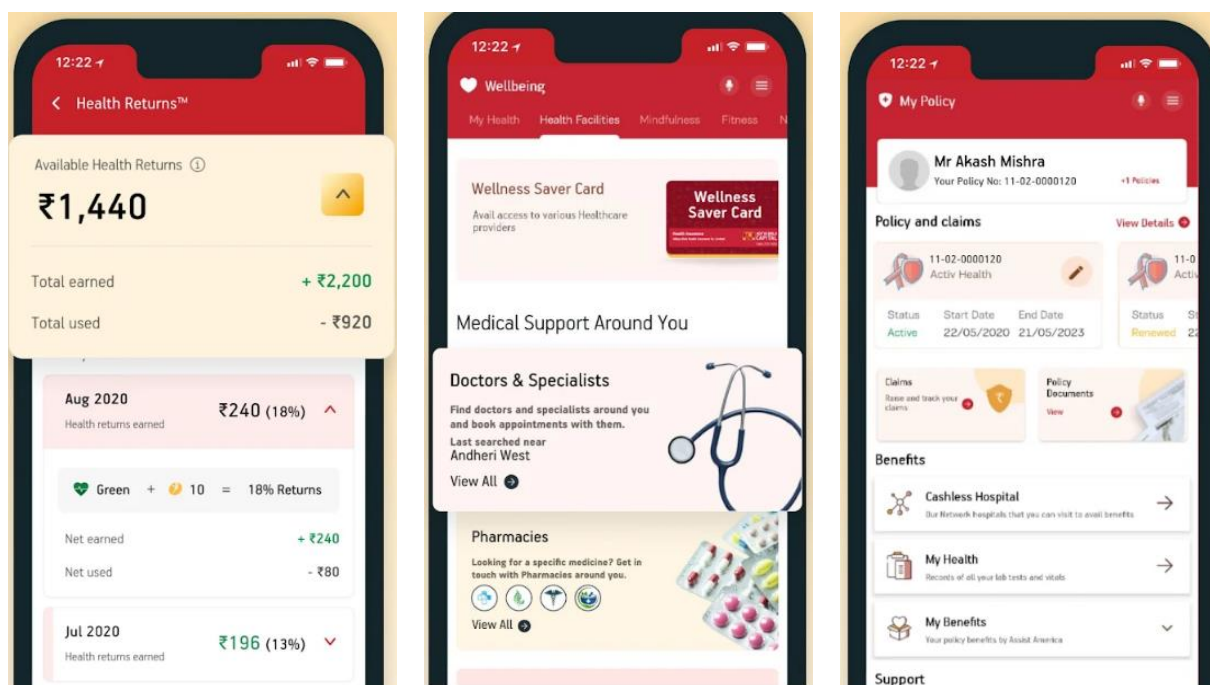 12:22
Health Returns™
Available Health Returns
₹1,440
Total earned + ₹2,200
Total used - ₹920
Aug 2020
₹240 (18%)
Health returns earned
Green + 10 = 18% Returns
Net earned + ₹240
Net used - ₹80
Jul 2020
₹196 (13%)
Health returns earned
12:22
Wellbeing
My Health Health Facilities Mindfulness Fitness N
Wellness Saver Card
Avail access to various Healthcare
providers
Wellness
Saver Card
Health Insurance
CAPITAL
Medical Support Around You
Doctors & Specialists
Find doctors and specialists around you
and book appointments with them.
Last searched near
Andheri West
View All
Pharmacies
Looking for a specific medicine? Get in
touch with Pharmacies around you.
View All
12:22
My Policy
Mr Akash Mishra
Your Policy No: 11-02-0000120 +1 Policies
Policy and claims View Details
11-02-0000120
Activ Health
Status Start Date End Date
Active 22/05/2020 21/05/2023
11-0
Activ
Status St
Renewed 22
Claims
Raise and track your
claims
Policy
Documents
View
Benefits
Cashless Hospital
Our Network hospitals that you can visit to avail benefits
My Health
Records of all your lab tests and vitals
My Benefits
Your policy benefits by Assist America
Support